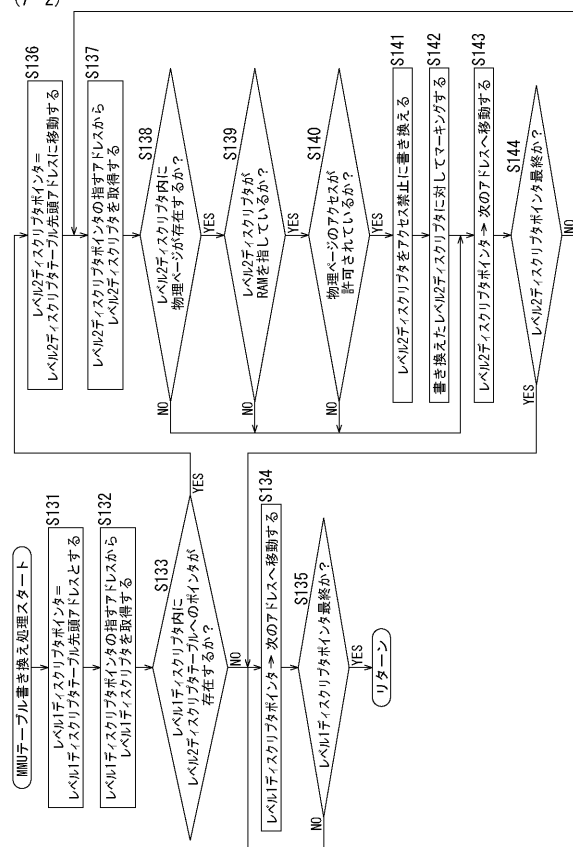 MMUテーブル書き換え処理スタート
S131
レベル1ディスクリプタポインタ=
レベル1ディスクリプタテーブル先頭アドレスとする
S132
レベル1ディスクリプタポインタの指すアドレスから
レベル1ディスクリプタを取得する
S133
レベル1ディスクリプタ内に
レベル2ディスクリプタテーブルへのポインタが
存在するか?
YES
NO
S134
レベル1ディスクリプタポインタ→ 次のアドレスへ移動する
S135
レベル1ディスクリプタポインタ最終か?
NO
YES
リターン
S136
レベル2ディスクリプタポインタ=
レベル2ディスクリプタテーブル先頭アドレスに移動する
S137
レベル2ディスクリプタポインタの指すアドレスから
レベル2ディスクリプタを取得する
S138
レベル2ディスクリプタ内に
物理ページが存在するか?
NO
YES
S139
レベル2ディスクリプタが
RAMを指しているか?
NO
YES
S140
物理ページのアクセスが
許可されているか?
NO
YES
S141
レベル2ディスクリプタをアクセス禁止に書き換える
S142
書き換えたレベル2ディスクリプタに対してマーキングする
S143
レベル2ディスクリプタポインタ→ 次のアドレスへ移動する
S144
レベル2ディスクリプタポインタ最終か?
YES
NO